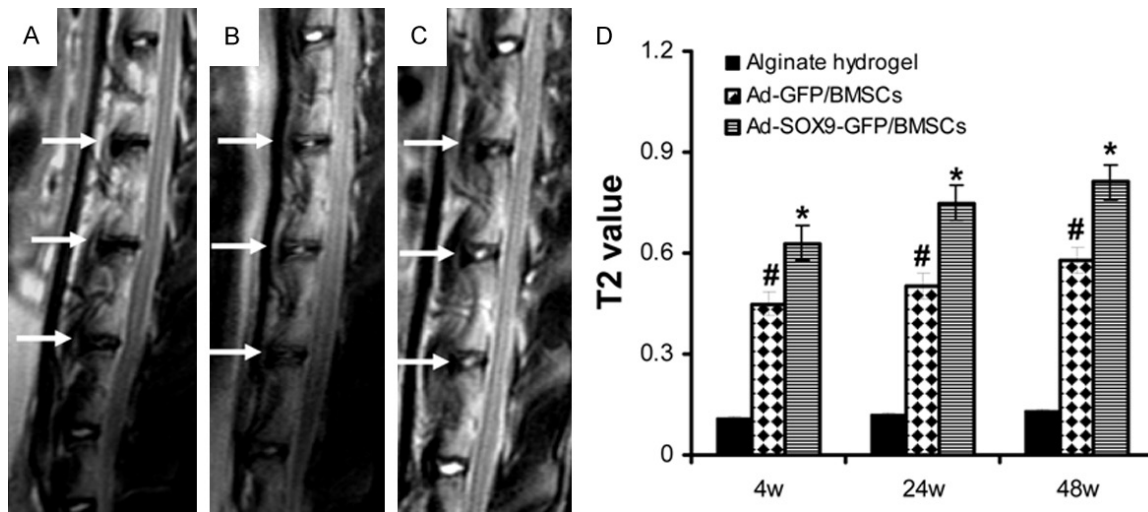 A
B
C
D
1.2
0.9
0.6
0.3
0
T2 value
Alginate hydrogel
Ad-GFP/BMSCs
Ad-SOX9-GFP/BMSCs
# *
# *
# *
4w 24w 48w